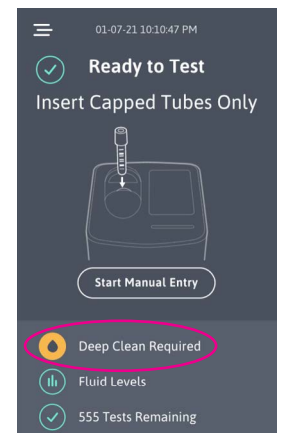 01-07-21 10:10:47 PM
Ready to Test
Insert Capped Tubes Only
Start Manual Entry
Deep Clean Required
Fluid Levels
555 Tests Remaining